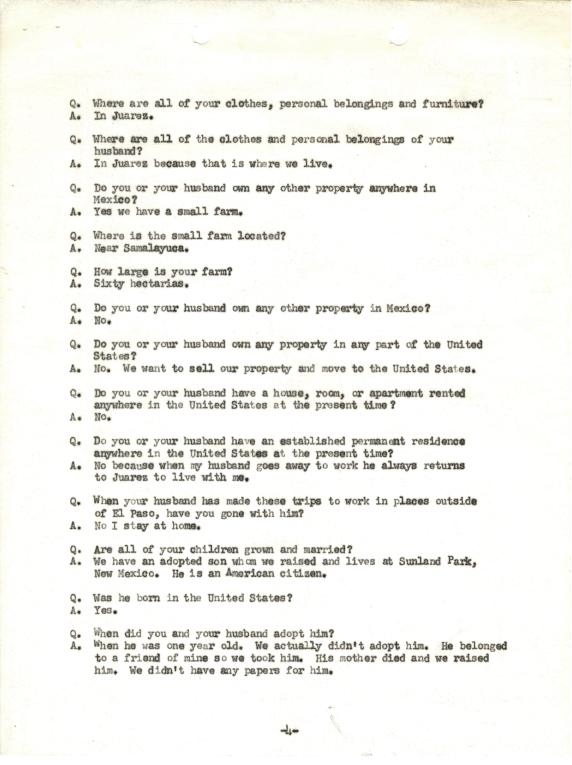 Q. Where are all of your clothes, personal belongings and furniture?
A. In Juarez.
Q. Where are all of the clothes and personal belongings of your
husband?
A. In Juarez because that is where we live.
Q. Do you or your husband own any other property anywhere in
Mexico?
A. Yes we have a small farm.
Q. Where is the small farm located?
A. Near Samalayuca.
Q. How large is your farm?
A. Sixty hectarias.
Q. Do you or your husband own any other property in Mexico?
A. No.
Q. Do you or your husband own any property in any part of the United
States?
A. No. We want to sell our property and move to the United States.
Q. Do you or your husband have a house, room, or apartment rented
anywhere in the United States at the present time?
A. No.
Q. Do you or your husband have an established permanent residence
anywhere in the United States at the present time?
A. No because when my husband goes away to work he always returns
to Juarez to live with me.
Q. When your husband has made these trips to work in places outside
of El Paso, have you gone with him?
A. No I stay at home.
Q. Are all of your children grown and married?
A. We have an adopted son whom we raised and lives at Sunland Park,
New Mexico. He is an American citizen.
Q. Was he born in the United States?
A. Yes.
Q. When did you and your husband adopt him?
A. When he was one year old. We actually didn't adopt him. He belonged
to a friend of mine so we took him. His mother died and we raised
him. We didn't have any papers for him.
-4-